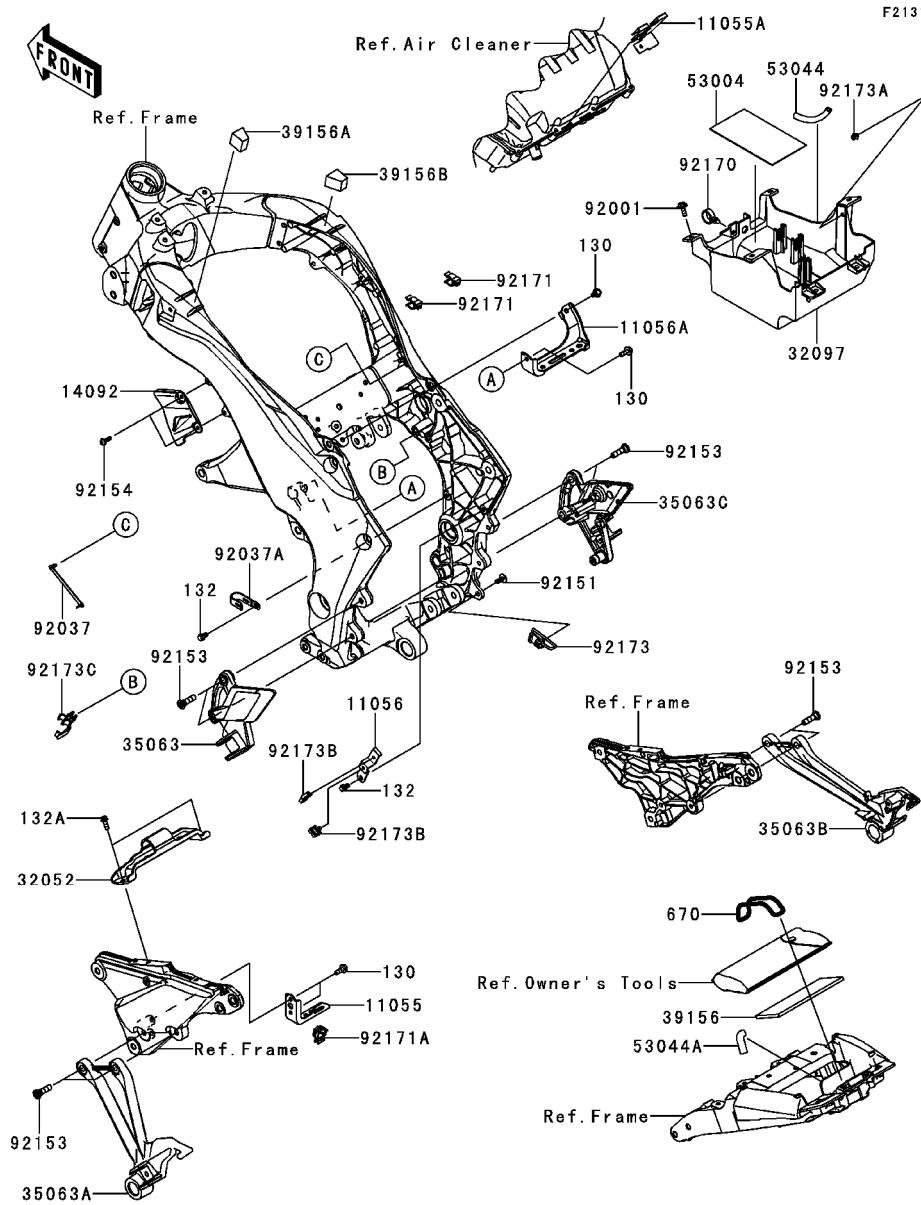 F213
11055A
Ref.Air Cleaner
FRONT
53044
53004
92173A
Ref.Frame
39156A
39156B
92170
92001
130
92171
92171
11056A
32097
C
A
14092
130
B
92153
A
92154
35063C
C
92037A
132
92151
92037
92173
92153
92173C
B
92153
11056
Ref.Frame
35063
92173B
132
132A
92173B
35063B
32052
670
130
Ref.Owner's Tools
11055
39156
92171A
53044A
Ref.Frame
Ref.Frame
92153
35063A